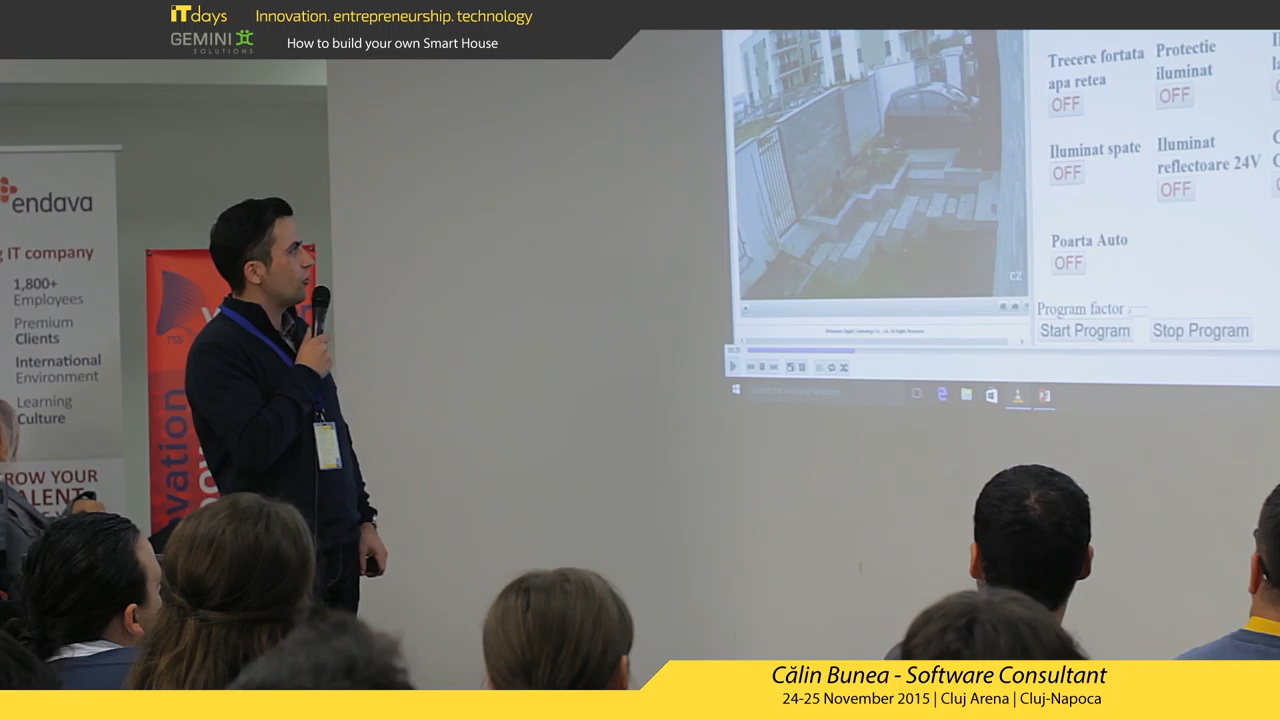 ITdays
Innovation. entrepreneurship. technology
GEMINI
SOLUTIONS
How to build your own Smart House
endava
g IT company
1,800+
Employees
Premium
Clients
International
Environment
Learning
Culture
ROW YOUR
ALENT
TSS
ovation
Trecere fortata
apa retea
OFF
Protectie
iluminat
OFF
Iluminat spate
OFF
Iluminat
reflectoare 24V
OFF
Poarta Auto
OFF
Program factor
Start Program
Stop Program
C2
Călin Bunea - Software Consultant
24-25 November 2015 | Cluj Arena | Cluj-Napoca